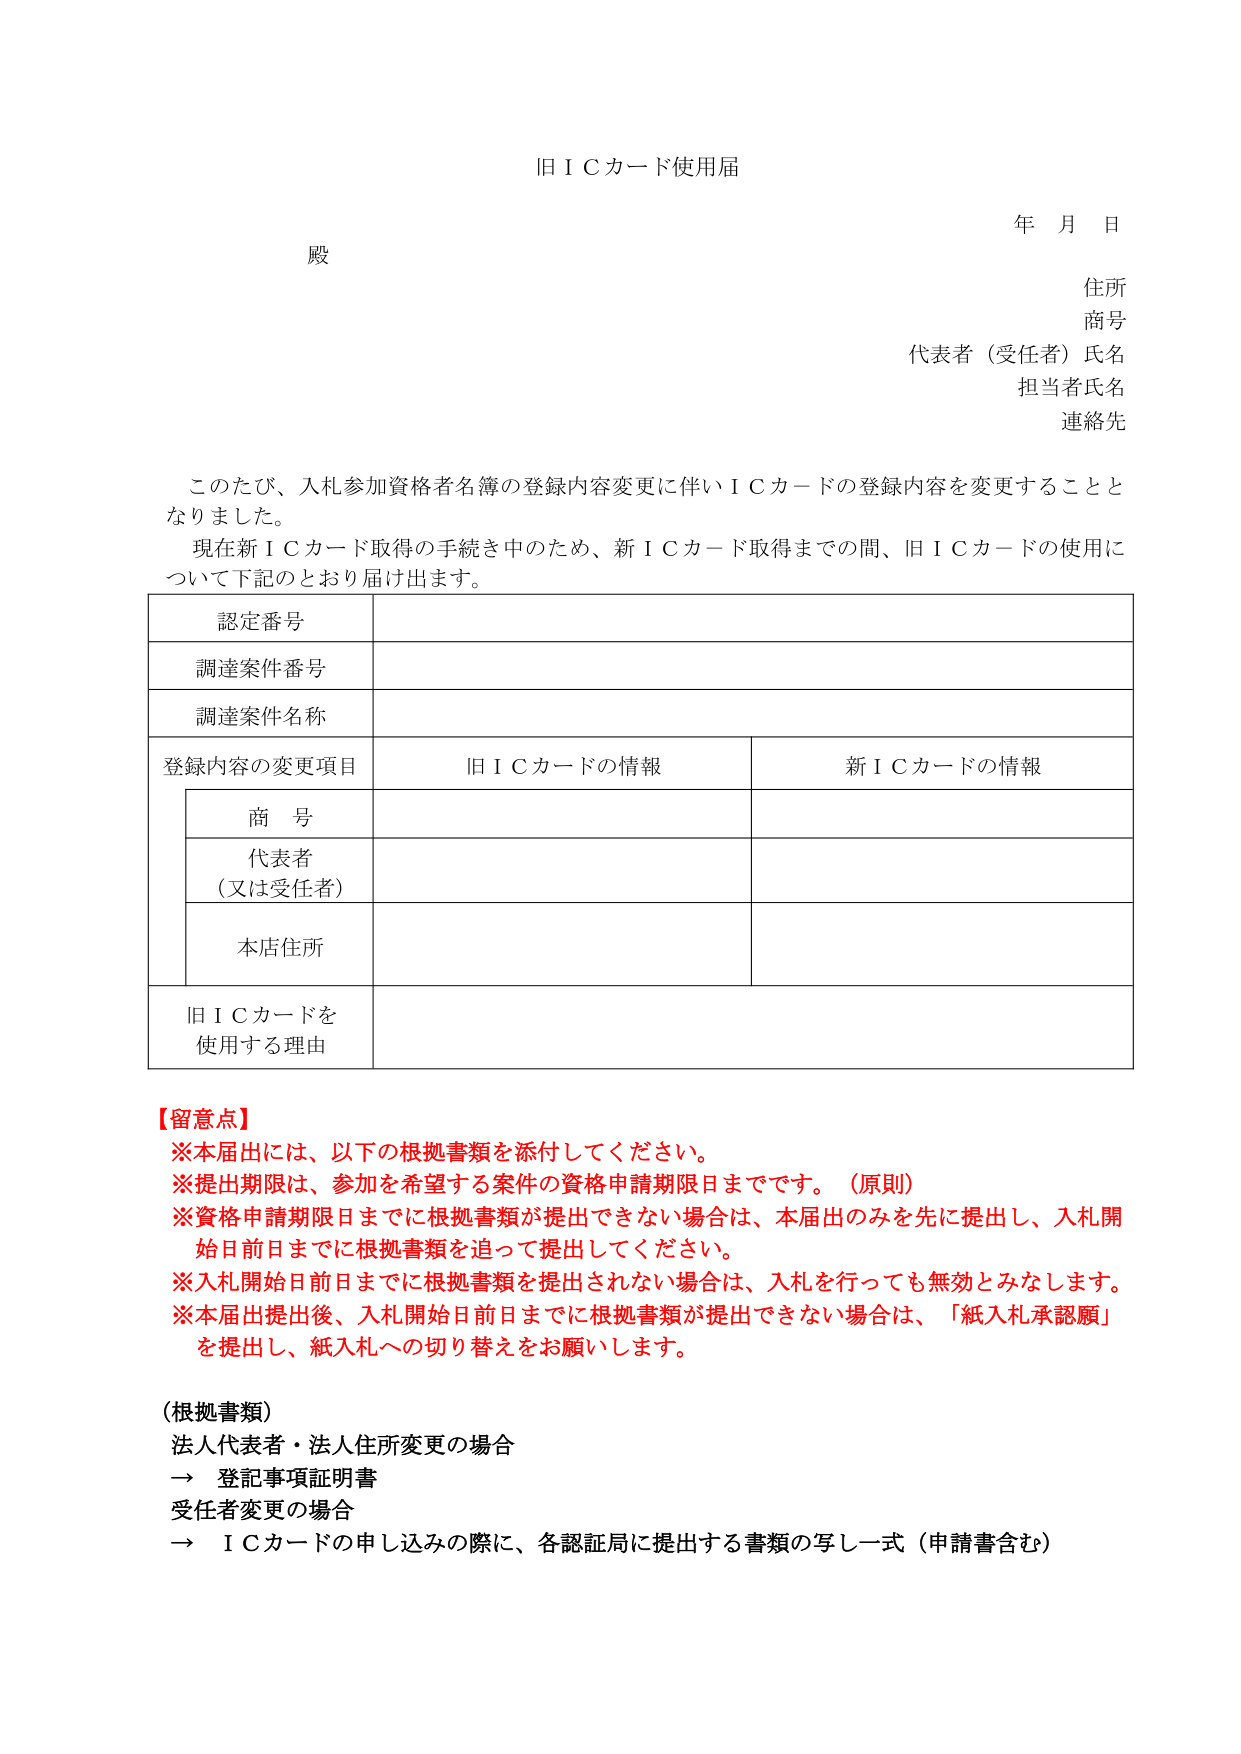 旧ＩＣカード使用届
年　月　日
殿
住所
商号
代表者（受任者）氏名
担当者氏名
連絡先
このたび、入札参加資格者名簿の登録内容変更に伴いＩＣカードの登録内容を変更することと
なりました。
現在新ＩＣカード取得の手続き中のため、新ＩＣカード取得までの間、旧ＩＣカードの使用に
ついて下記のとおり届け出ます。
認定番号
調達案件番号
調達案件名称
登録内容の変更項目　旧ＩＣカードの情報　新ＩＣカードの情報
商　号
代表者
（又は受任者）
本店住所
旧ＩＣカードを
使用する理由
【留意点】
※本届出には、以下の根拠書類を添付してください。
※提出期限は、参加を希望する案件の資格申請期限日までです。（原則）
※資格申請期限日までに根拠書類が提出できない場合は、本届出のみを先に提出し、入札開
始日前日までに根拠書類を追って提出してください。
※入札開始日前日までに根拠書類を提出されない場合は、入札を行っても無効とみなします。
※本届出提出後、入札開始日前日までに根拠書類が提出できない場合は、「紙入札承認願」
を提出し、紙入札への切り替えをお願いします。
（根拠書類）
法人代表者・法人住所変更の場合
→　登記事項証明書
受任者変更の場合
→　ＩＣカードの申し込みの際に、各認証局に提出する書類の写し一式（申請書含む）